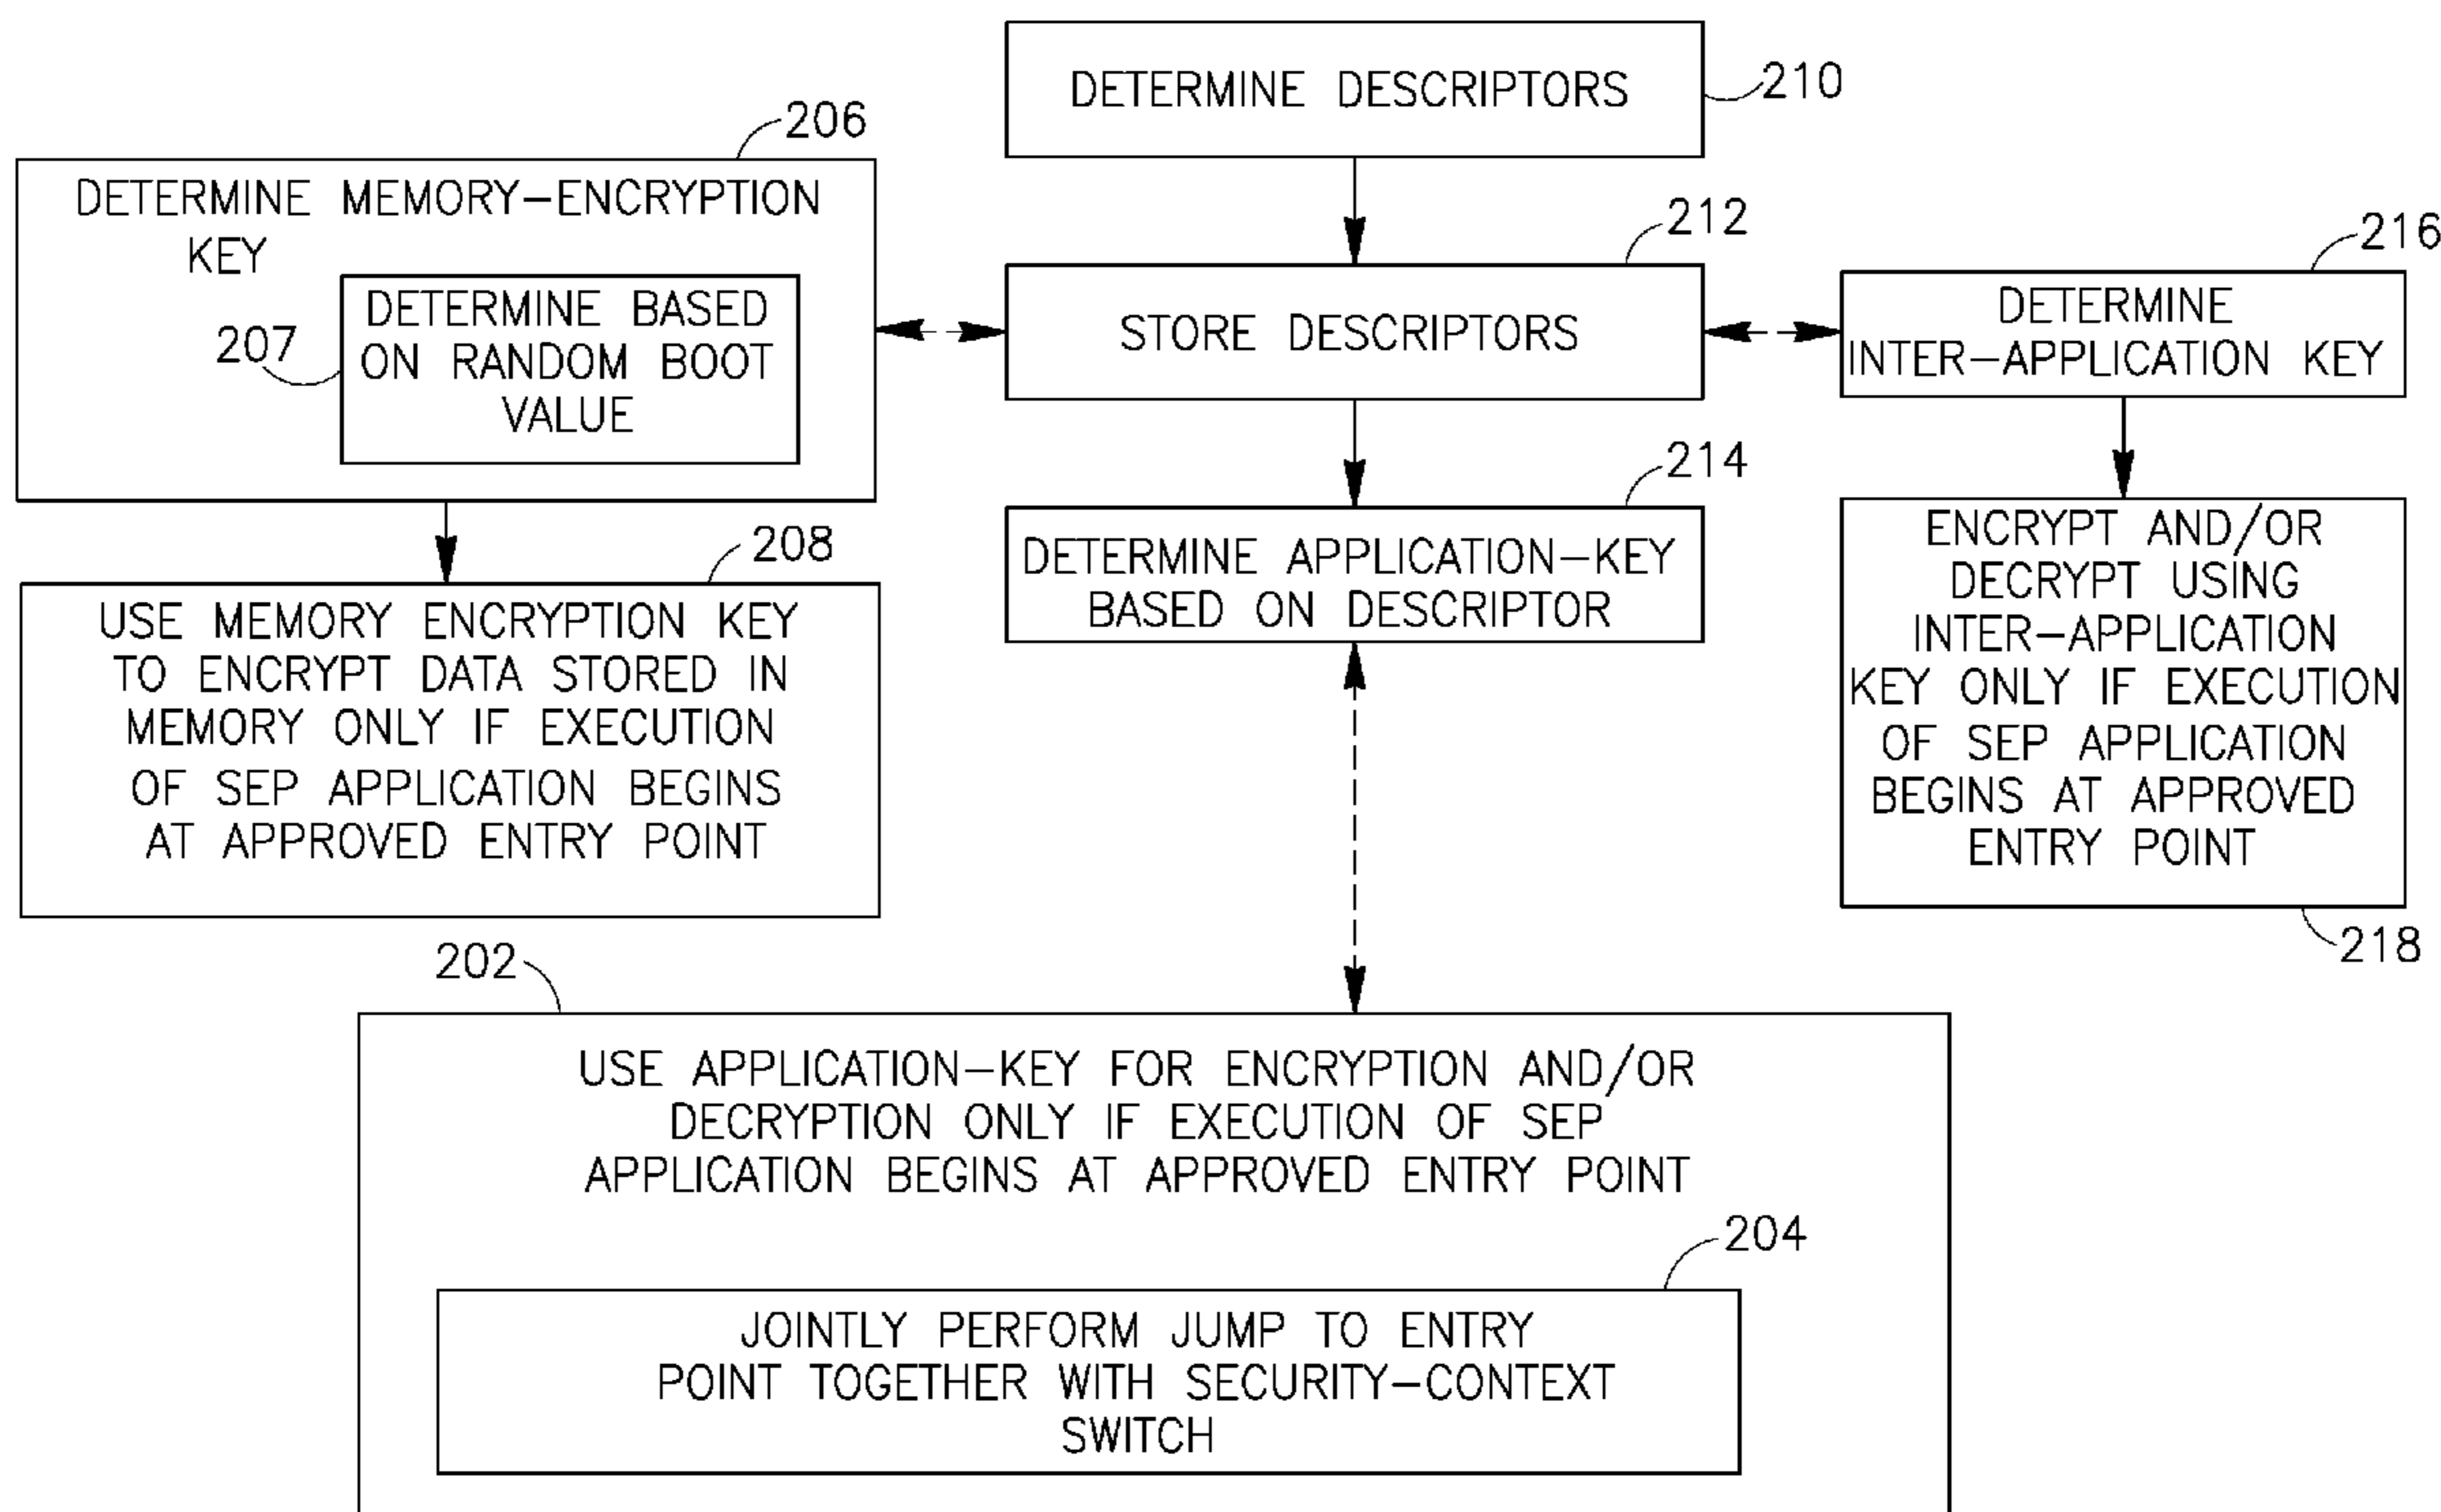 DETERMINE DESCRIPTORS
210
206
DETERMINE MEMORY-ENCRYPTION
KEY
207
DETERMINE BASED
ON RANDOM BOOT
VALUE
212
STORE DESCRIPTORS
216
DETERMINE
INTER-APPLICATION KEY
208
USE MEMORY ENCRYPTION KEY
TO ENCRYPT DATA STORED IN
MEMORY ONLY IF EXECUTION
OF SEP APPLICATION BEGINS
AT APPROVED ENTRY POINT
214
DETERMINE APPLICATION-KEY
BASED ON DESCRIPTOR
ENCRYPT AND/OR
DECRYPT USING
INTER-APPLICATION
KEY ONLY IF EXECUTION
OF SEP APPLICATION
BEGINS AT APPROVED
ENTRY POINT
218
202
USE APPLICATION-KEY FOR ENCRYPTION AND/OR
DECRYPTION ONLY IF EXECUTION OF SEP
APPLICATION BEGINS AT APPROVED ENTRY POINT
204
JOINTLY PERFORM JUMP TO ENTRY
POINT TOGETHER WITH SECURITY-CONTEXT
SWITCH